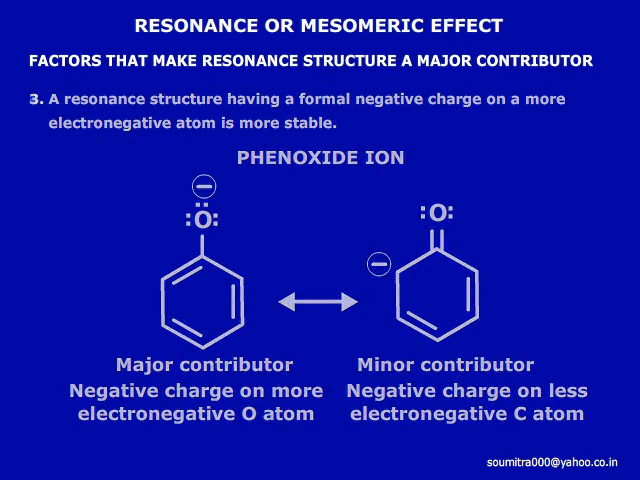 RESONANCE OR MESOMERIC EFFECT
FACTORS THAT MAKE RESONANCE STRUCTURE A MAJOR CONTRIBUTOR
3. A resonance structure having a formal negative charge on a more
electronegative atom is more stable.
PHENOXIDE ION
:O:
:O:
Major contributor
Negative charge on more
electronegative O atom
Minor contributor
Negative charge on less
electronegative C atom
soumitra000@yahoo.co.in